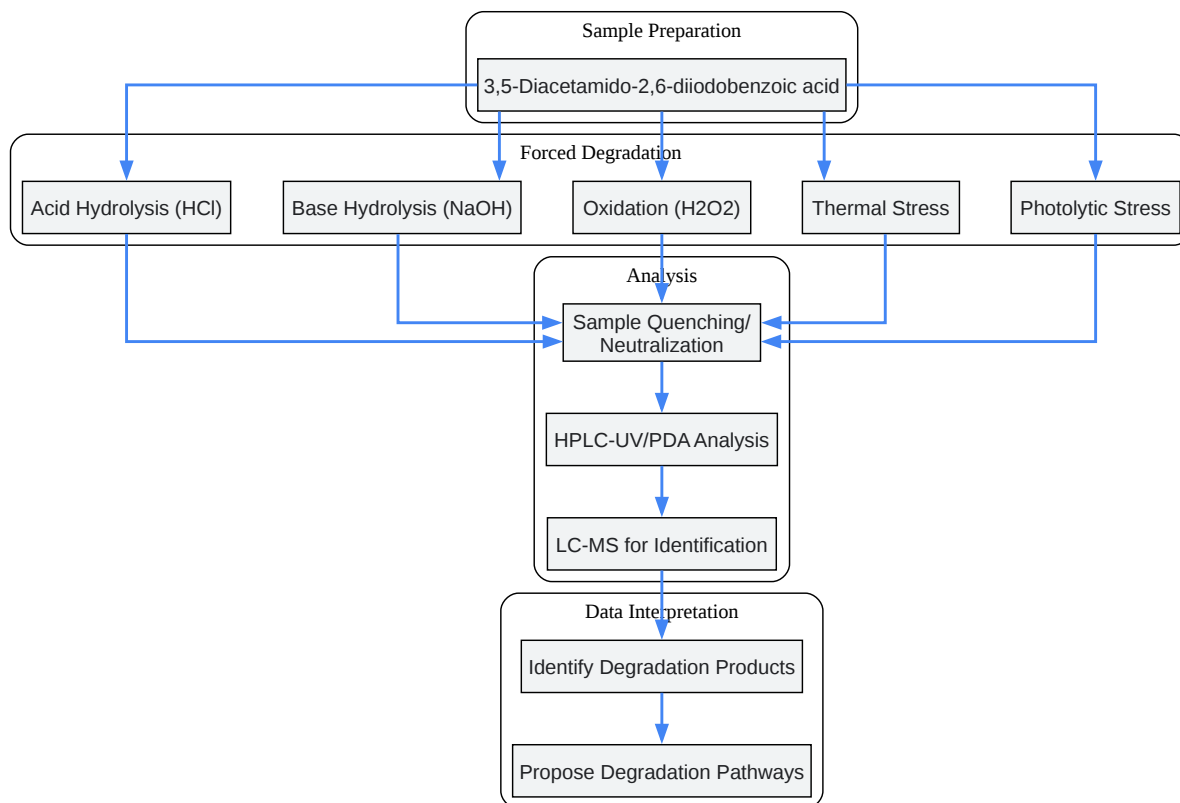 Sample Preparation
3,5-Diacetamido-2,6-diiodobenzoic acid
Forced Degradation
Acid Hydrolysis (HCl)
Base Hydrolysis (NaOH)
Oxidation (H2O2)
Thermal Stress
Photolytic Stress
Analysis
Sample Quenching/
Neutralization
HPLC-UV/PDA Analysis
LC-MS for Identification
Data Interpretation
Identify Degradation Products
Propose Degradation Pathways